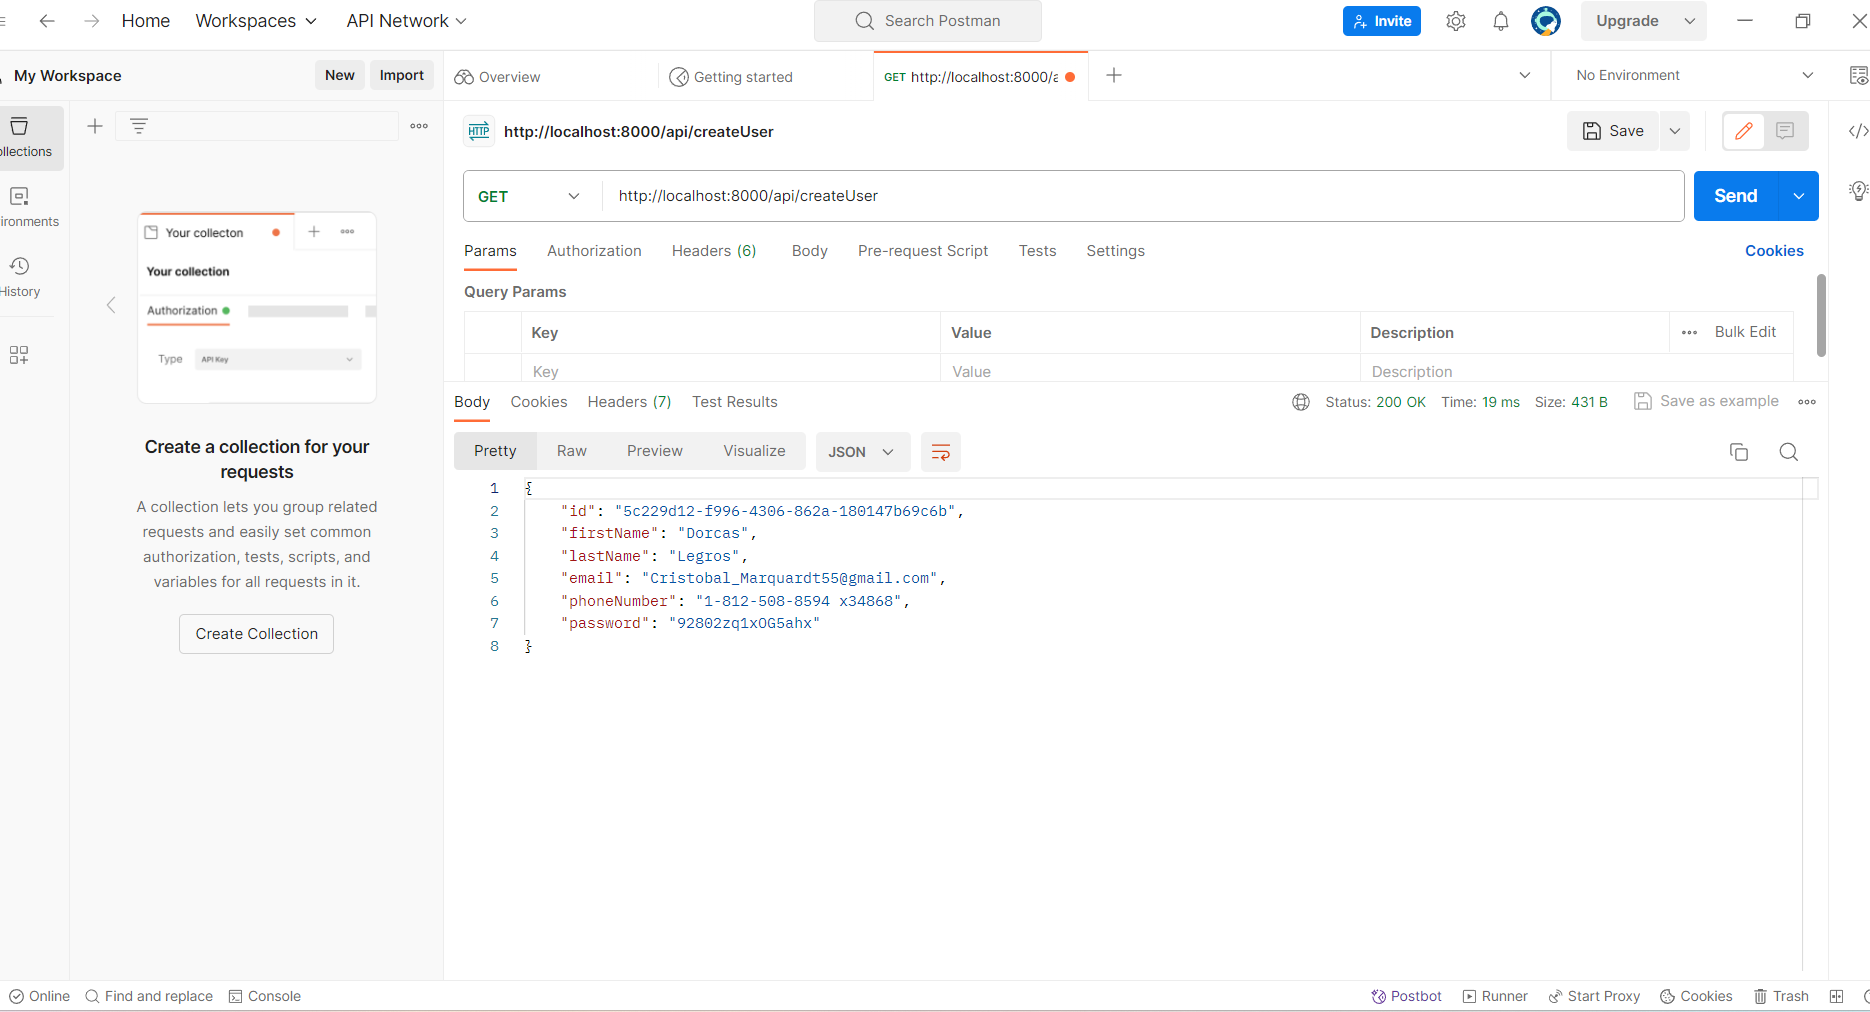 Home Workspaces API Network Search Postman Invite Upgrade
My Workspace New Import Overview Getting started GET http://localhost:8000/a No Environment
ollections
ironments
History
Your collecton
Your collection
Authorization
Type API Key
Create a collection for your
requests
A collection lets you group related
requests and easily set common
authorization, tests, scripts, and
variables for all requests in it.
Create Collection
HTTP http://localhost:8000/api/createUser Save
GET http://localhost:8000/api/createUser Send
Params Authorization Headers (6) Body Pre-request Script Tests Settings Cookies
Query Params
Key Value Description Bulk Edit
Key Value Description
Body Cookies Headers (7) Test Results Status: 200 OK Time: 19 ms Size: 431 B Save as example
Pretty Raw Preview Visualize JSON
1 {
2 "id": "5c229d12-f996-4306-862a-180147b69c6b",
3 "firstName": "Dorcas",
4 "lastName": "Legros",
5 "email": "Cristobal_Marquardt55@gmail.com",
6 "phoneNumber": "1-812-508-8594 x34868",
7 "password": "92802zq1xOG5ahx"
8 }
Online Find and replace Console Postbot Runner Start Proxy Cookies Trash